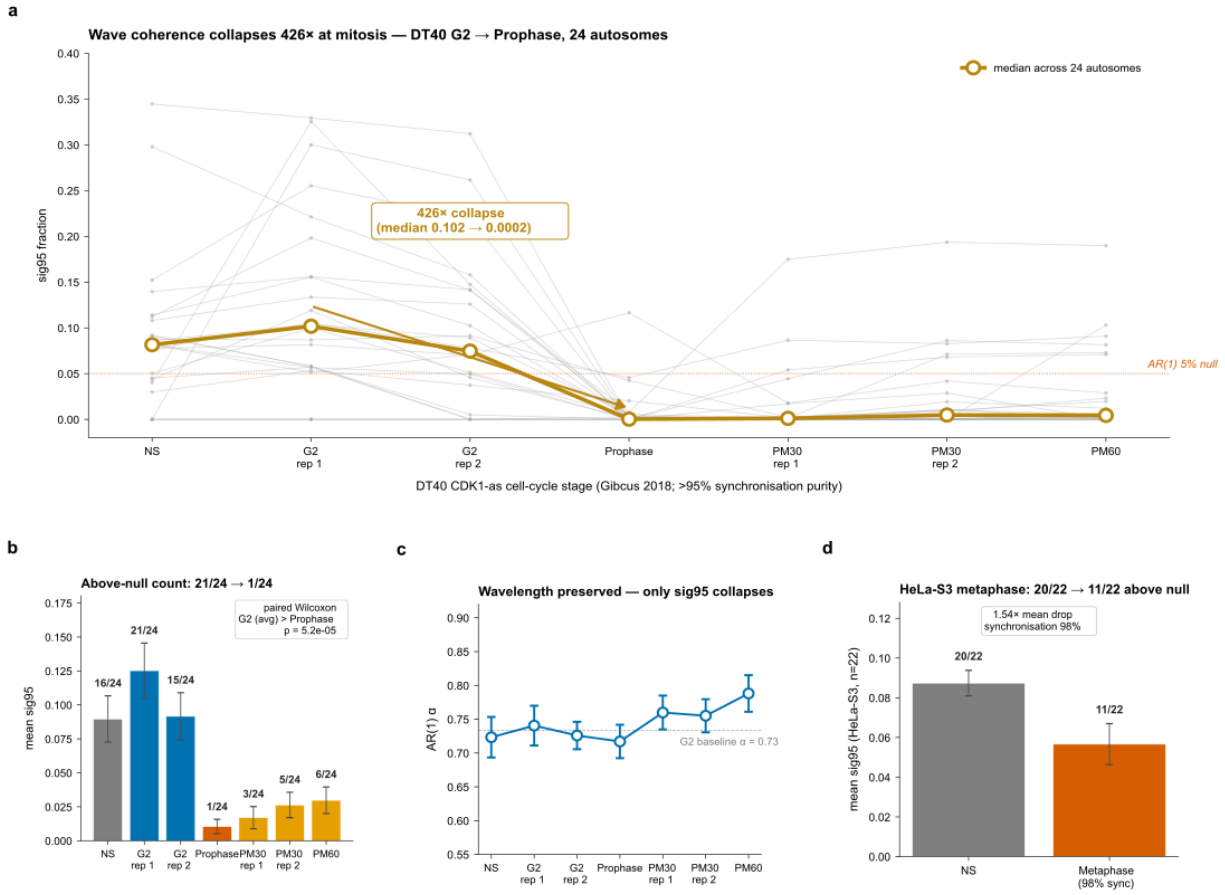 a
Wave coherence collapses 426× at mitosis — DT40 G2 → Prophase, 24 autosomes
0.40
0.35
0.30
0.25
0.20
0.15
0.10
0.05
0.00
sig95 fraction
median across 24 autosomes
426× collapse
(median 0.102 → 0.0002)
AR(1) 5% null
NS
G2
rep 1
G2
rep 2
Prophase
PM30
rep 1
PM30
rep 2
PM60
DT40 CDK1-as cell-cycle stage (Gibcus 2018; >95% synchronisation purity)
b
Above-null count: 21/24 → 1/24
0.175
0.150
0.125
0.100
0.075
0.050
0.025
0.000
mean sig95
paired Wilcoxon
G2 (avg) > Prophase
p = 5.2e-05
16/24
21/24
15/24
1/24
3/24
5/24
6/24
NS
G2
rep 1
G2
rep 2
Prophase
PM30
rep 1
PM30
rep 2
PM60
c
Wavelength preserved — only sig95 collapses
0.90
0.85
0.80
0.75
0.70
0.65
0.60
0.55
AR(1) α
G2 baseline α = 0.73
NS
G2
rep 1
G2
rep 2
Prophase
PM30
rep 1
PM30
rep 2
PM60
d
HeLa-S3 metaphase: 20/22 → 11/22 above null
1.54× mean drop
synchronisation 98%
0.12
0.10
0.08
0.06
0.04
0.02
0.00
mean sig95 (HeLa-S3, n=22)
20/22
11/22
NS
Metaphase
(98% sync)